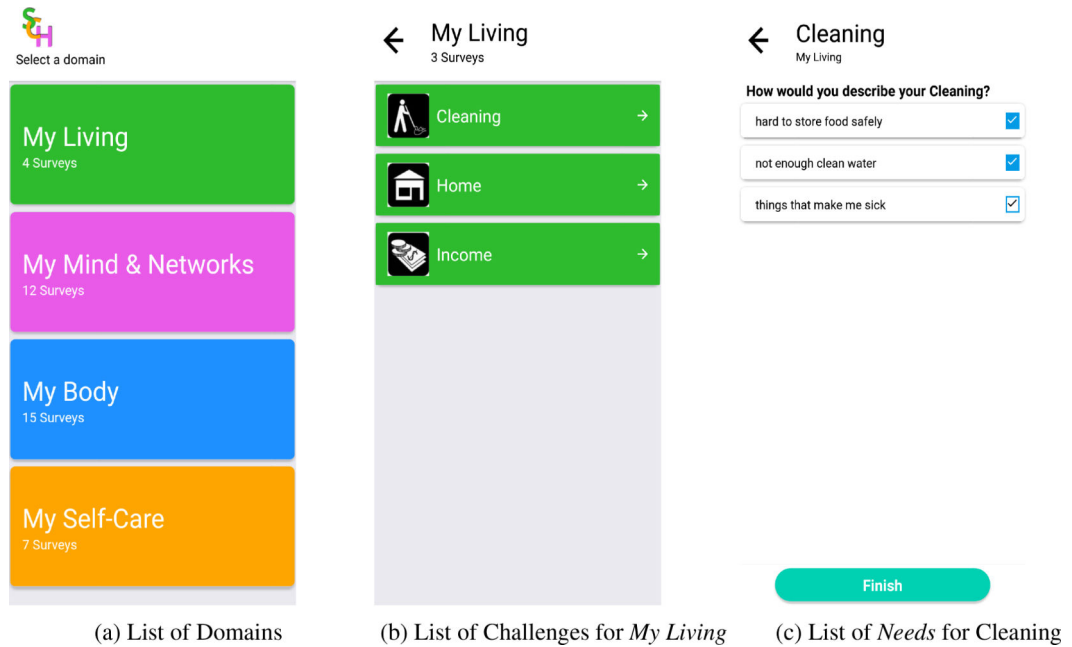 SCH
Select a domain
My Living
4 Surveys
My Mind & Networks
12 Surveys
My Body
15 Surveys
My Self-Care
7 Surveys
(a) List of Domains
My Living
3 Surveys
Cleaning
Home
Income
(b) List of Challenges for My Living
Cleaning
My Living
How would you describe your Cleaning?
hard to store food safely
not enough clean water
things that make me sick
Finish
(c) List of Needs for Cleaning